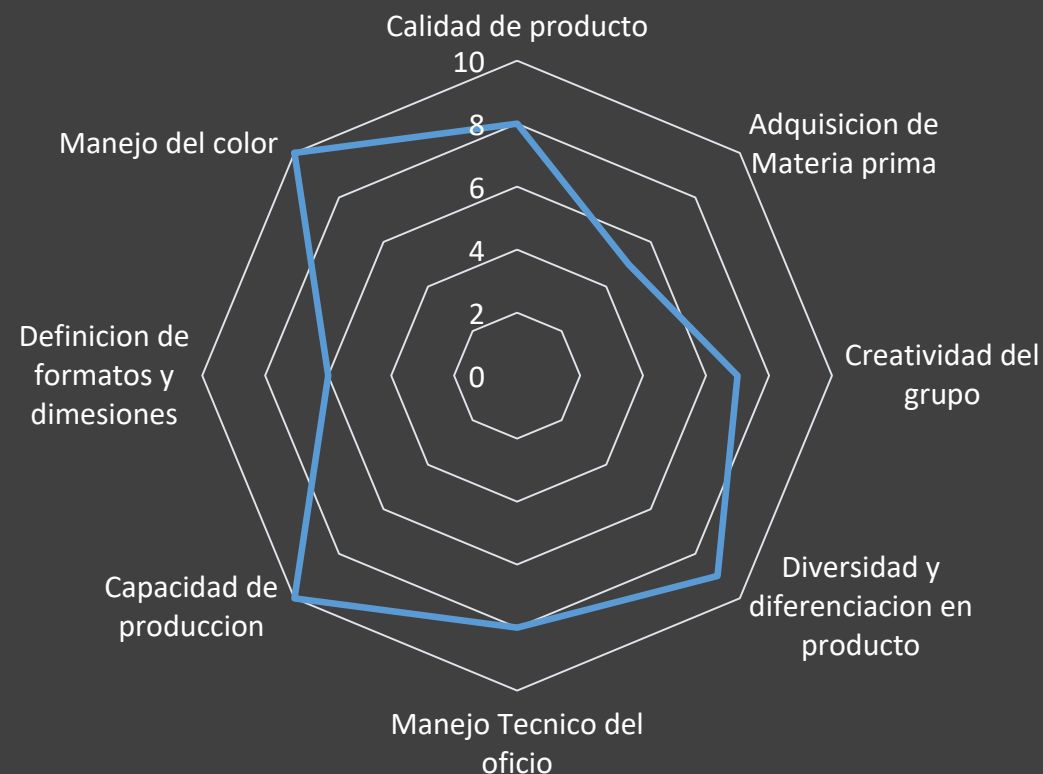 Calidad de producto
10
8
6
4
2
0
Adquisicion de
Materia prima
Creatividad del
grupo
Diversidad y
diferenciacion en
producto
Manejo Tecnico del
oficio
Capacidad de
produccion
Definicion de
formatos y
dimesiones
Manejo del color